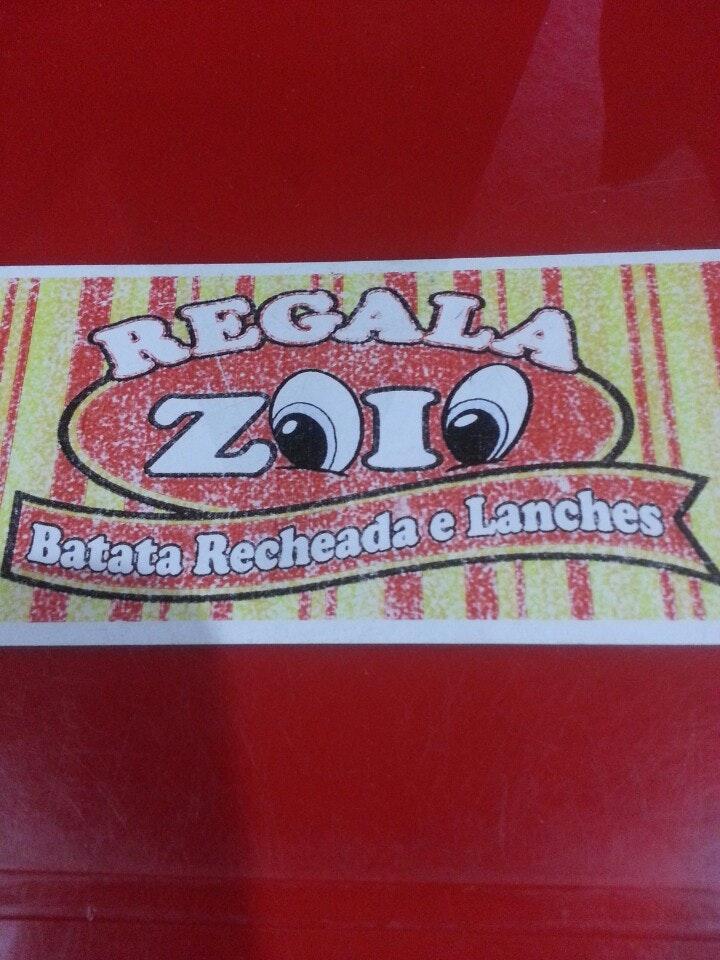 REGALA
ZOIO
Batata Recheada e Lanches